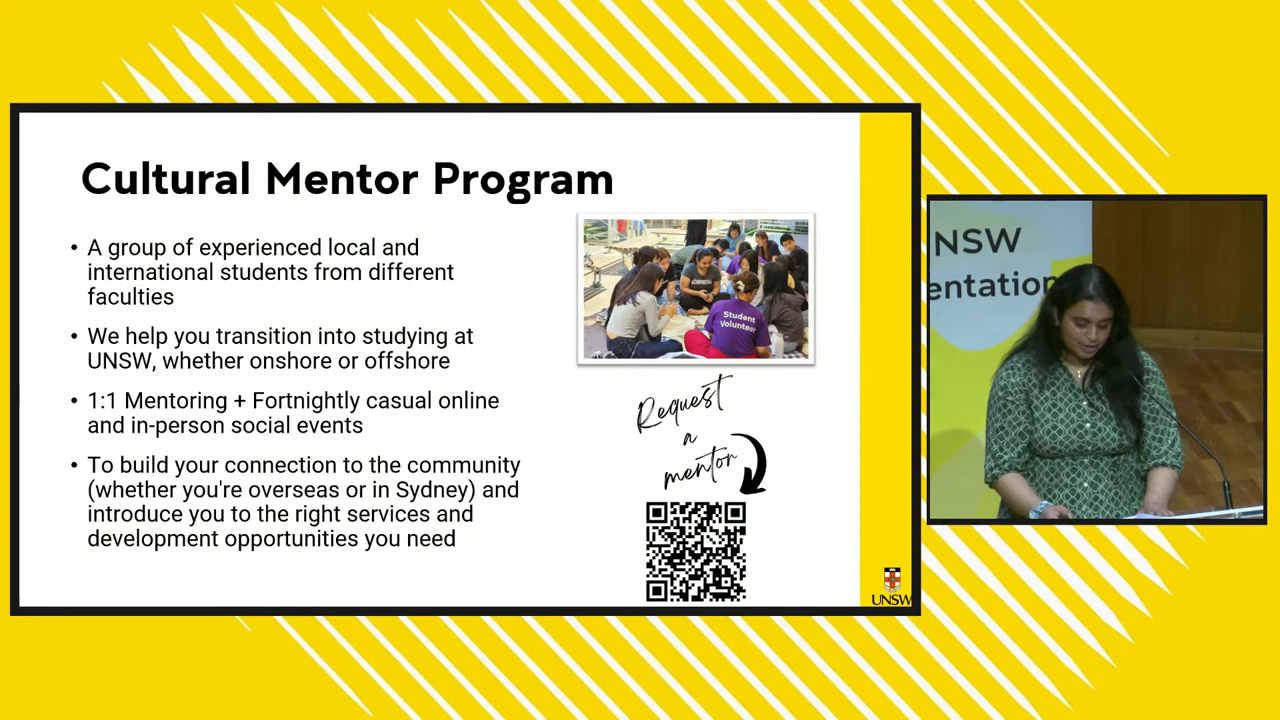 Cultural Mentor Program
• A group of experienced local and
international students from different
faculties
• We help you transition into studying at
UNSW, whether onshore or offshore
• 1:1 Mentoring + Fortnightly casual online
and in-person social events
• To build your connection to the community
(whether you're overseas or in Sydney) and
introduce you to the right services and
development opportunities you need
Student
Volunteer
Request
a
mentor
UNSW
NSW
entation